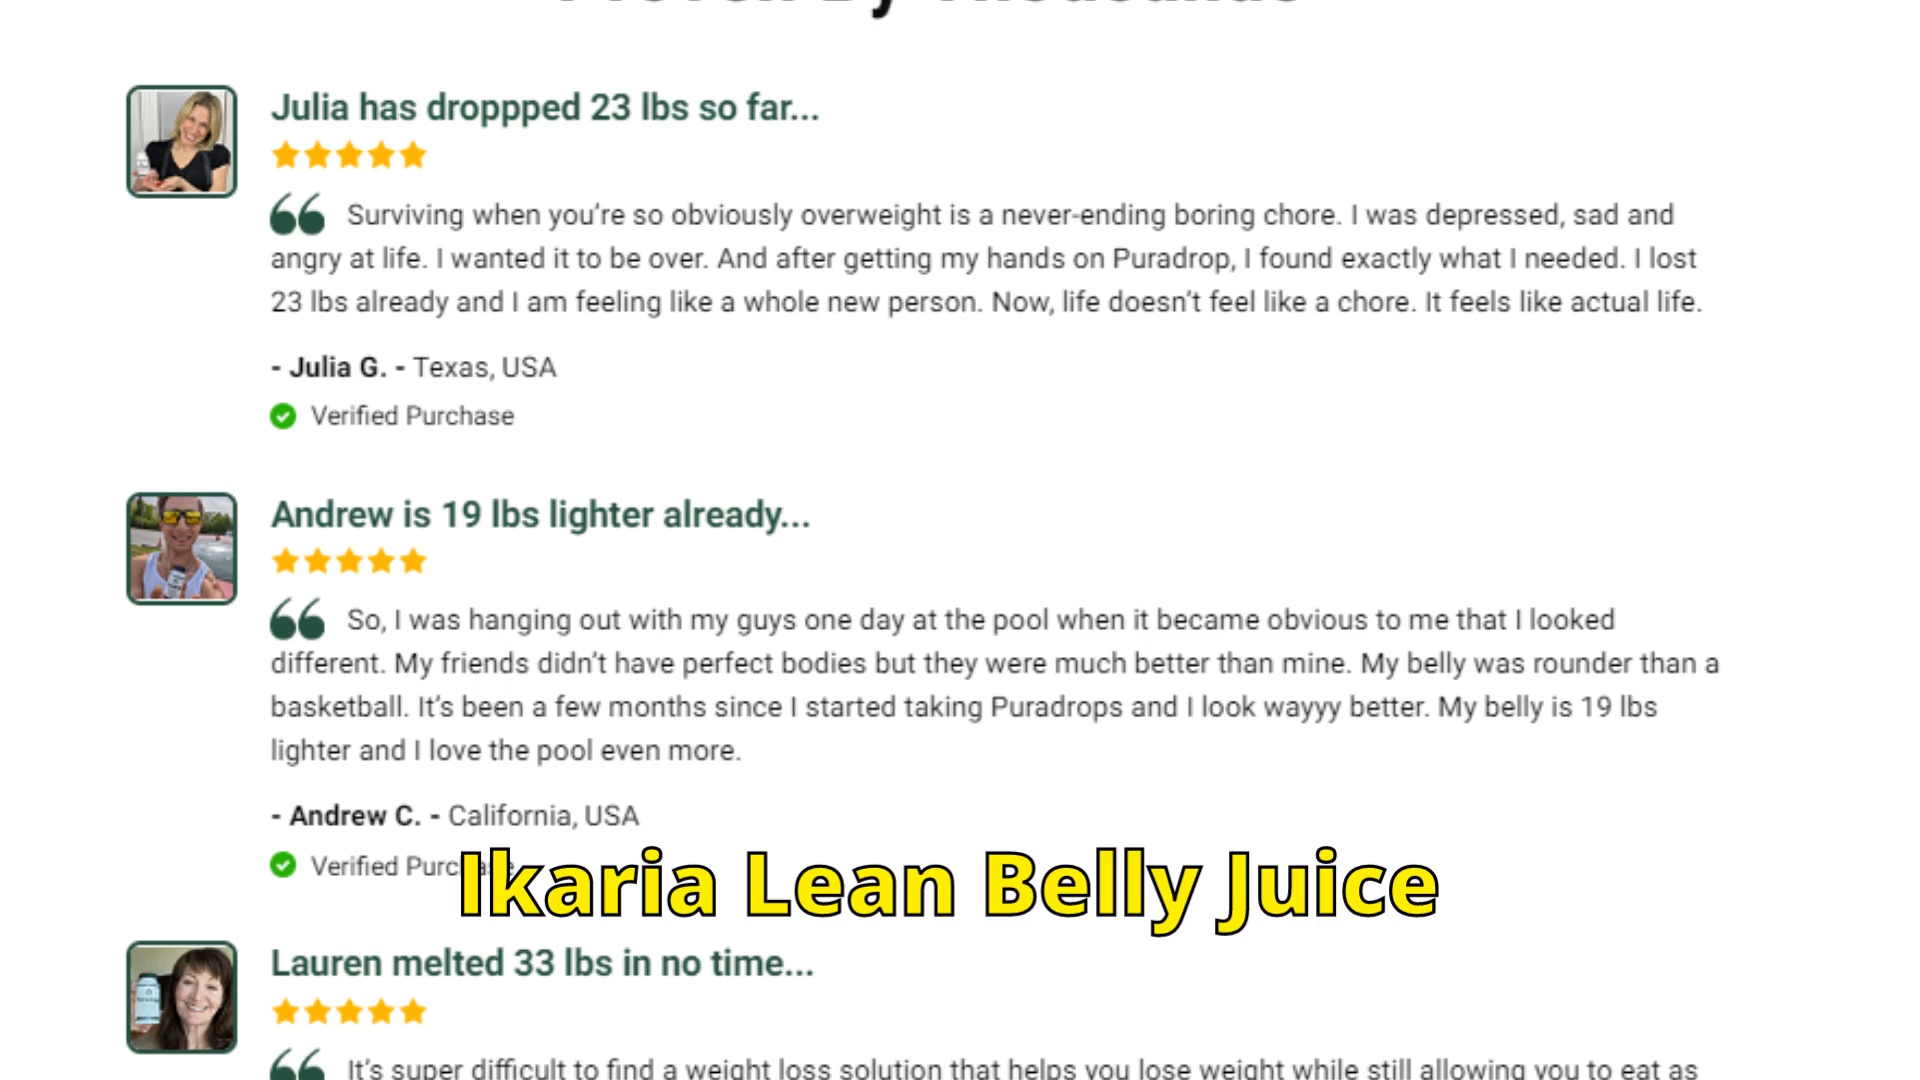 Proven By Thousands
Julia has droppped 23 lbs so far...
Surviving when you're so obviously overweight is a never-ending boring chore. I was depressed, sad and
angry at life. I wanted it to be over. And after getting my hands on Puradrop, I found exactly what I needed. I lost
23 lbs already and I am feeling like a whole new person. Now, life doesn't feel like a chore. It feels like actual life.
- Julia G. - Texas, USA
Verified Purchase
Andrew is 19 lbs lighter already...
So, I was hanging out with my guys one day at the pool when it became obvious to me that I looked
different. My friends didn't have perfect bodies but they were much better than mine. My belly was rounder than a
basketball. It's been a few months since I started taking Puradrops and I look wayyy better. My belly is 19 lbs
lighter and I love the pool even more.
- Andrew C. - California, USA
Verified Purchase
Ikaria Lean Belly Juice
Lauren melted 33 lbs in no time...
It's super difficult to find a weight loss solution that helps you lose weight while still allowing you to eat as